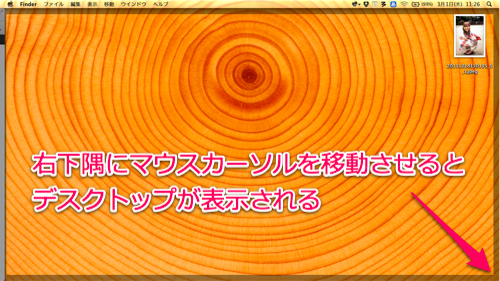 Finder ファイル 編集 表示 移動 ウインドウ ヘルプ
3月1日(木) 11:26
右下隅にマウスカーソルを移動させると
デスクトップが表示される